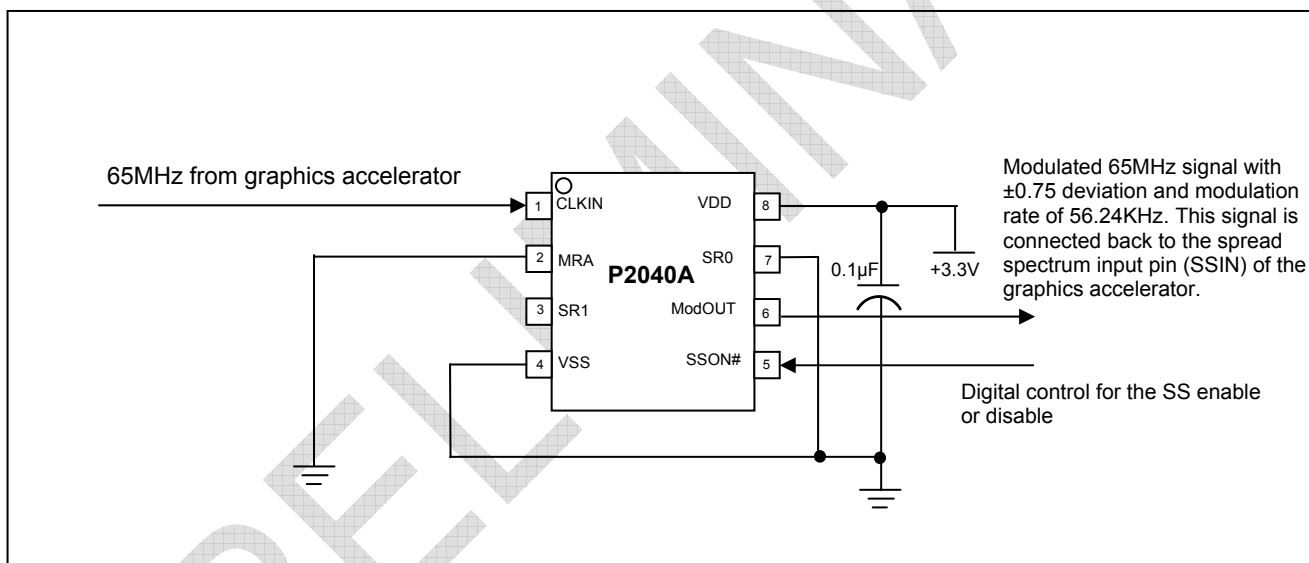 65MHz from graphics accelerator
1 CLKIN
2 MRA
3 SR1
4 VSS
P2040A
VDD 8
SR0 7
ModOUT 6
SSON# 5
0.1µF
+3.3V
Modulated 65MHz signal with
±0.75 deviation and modulation
rate of 56.24KHz. This signal is
connected back to the spread
spectrum input pin (SSIN) of the
graphics accelerator.
Digital control for the SS enable
or disable